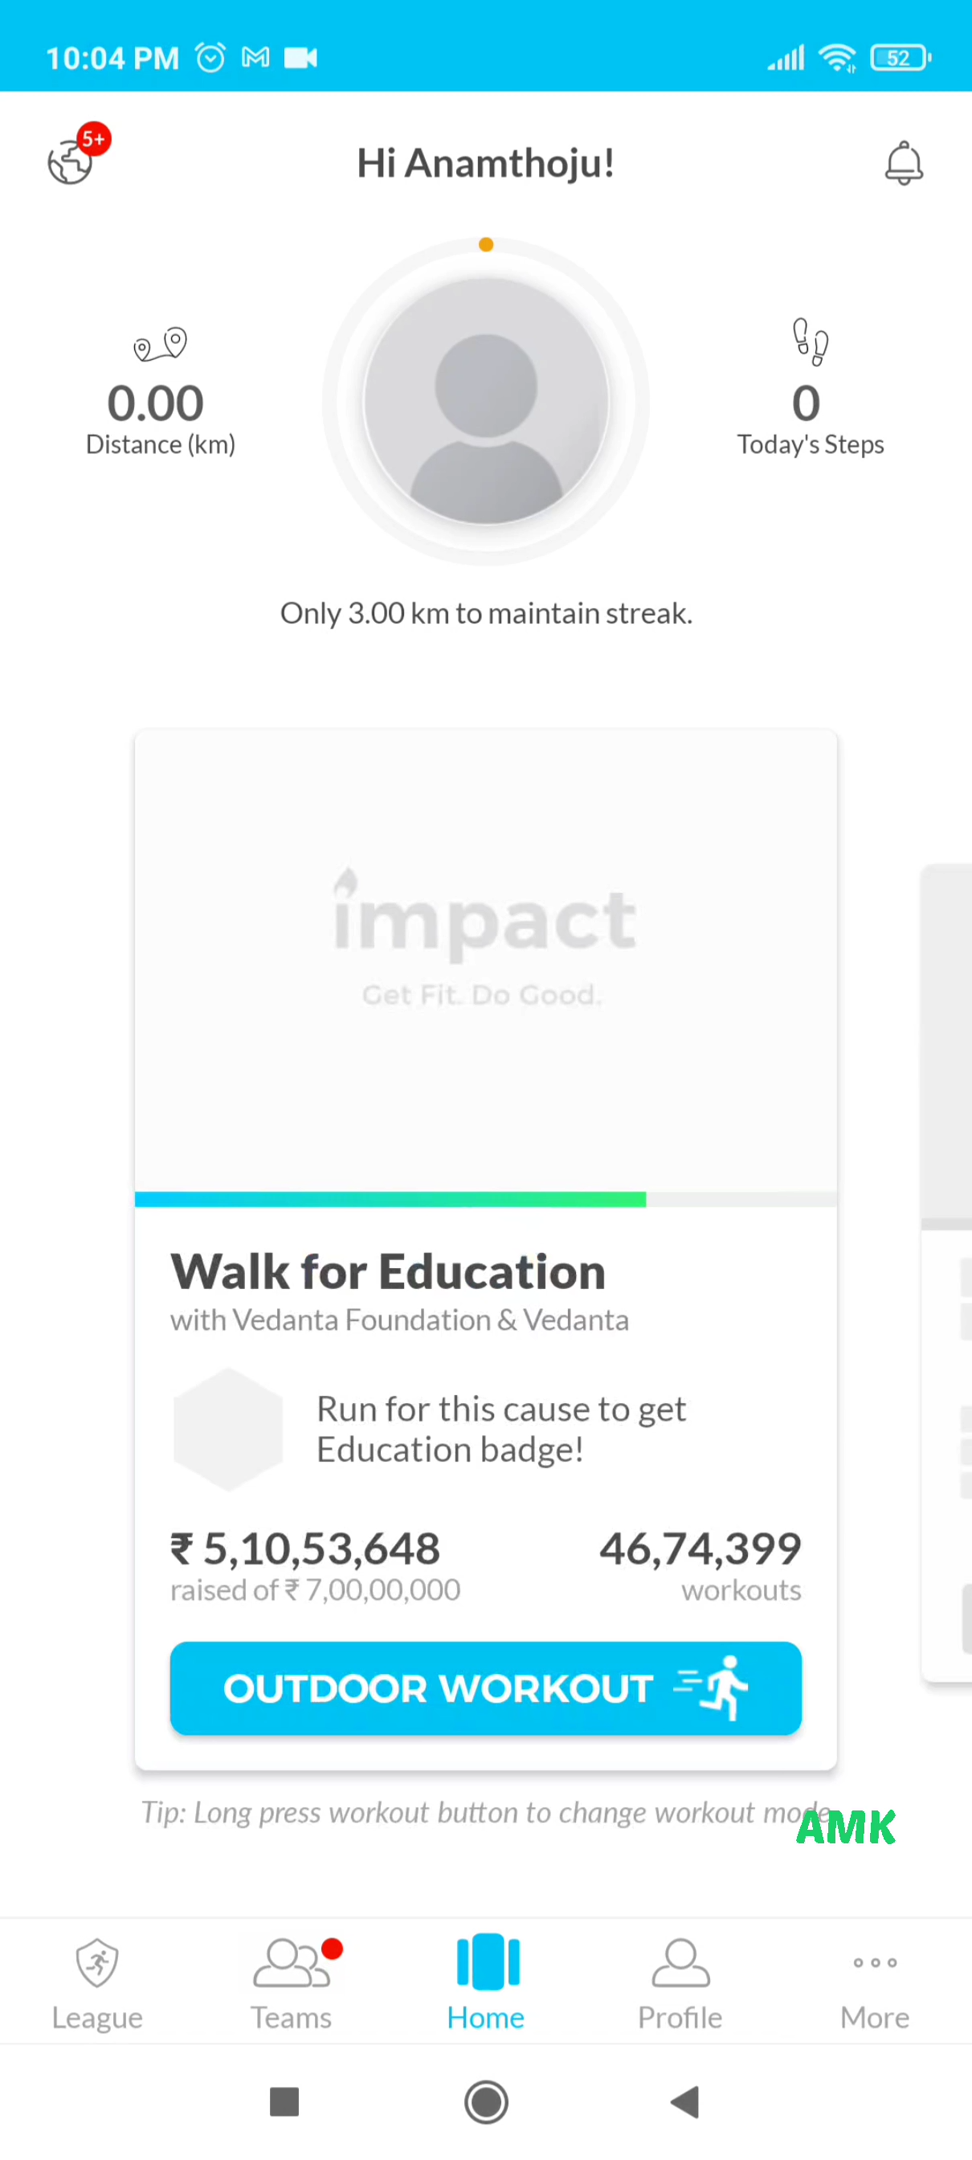 10:04 PM
52
5+
Hi Anamthoju!
0.00
Distance (km)
0
Today's Steps
Only 3.00 km to maintain streak.
impact
Get Fit. Do Good.
Walk for Education
with Vedanta Foundation & Vedanta
Run for this cause to get
Education badge!
₹ 5,10,53,648
raised of ₹ 7,00,00,000
46,74,399
workouts
OUTDOOR WORKOUT
Tip: Long press workout button to change workout mode
AMK
League
Teams
Home
Profile
More